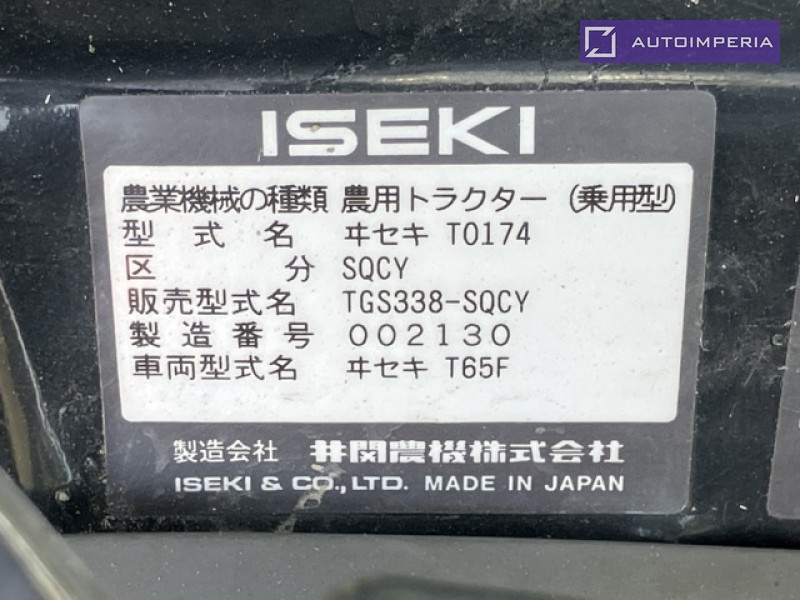 AUTOIMPERIA
ISEKI
農業機械の種類 農用トラクター (乗用型)
型式名 ヰセキ T0174
区分 SQCY
販売型式名 TGS338-SQCY
製造番号 002130
車両型式名 ヰセキ T65F
製造会社 井関農機株式会社
ISEKI & CO., LTD. MADE IN JAPAN